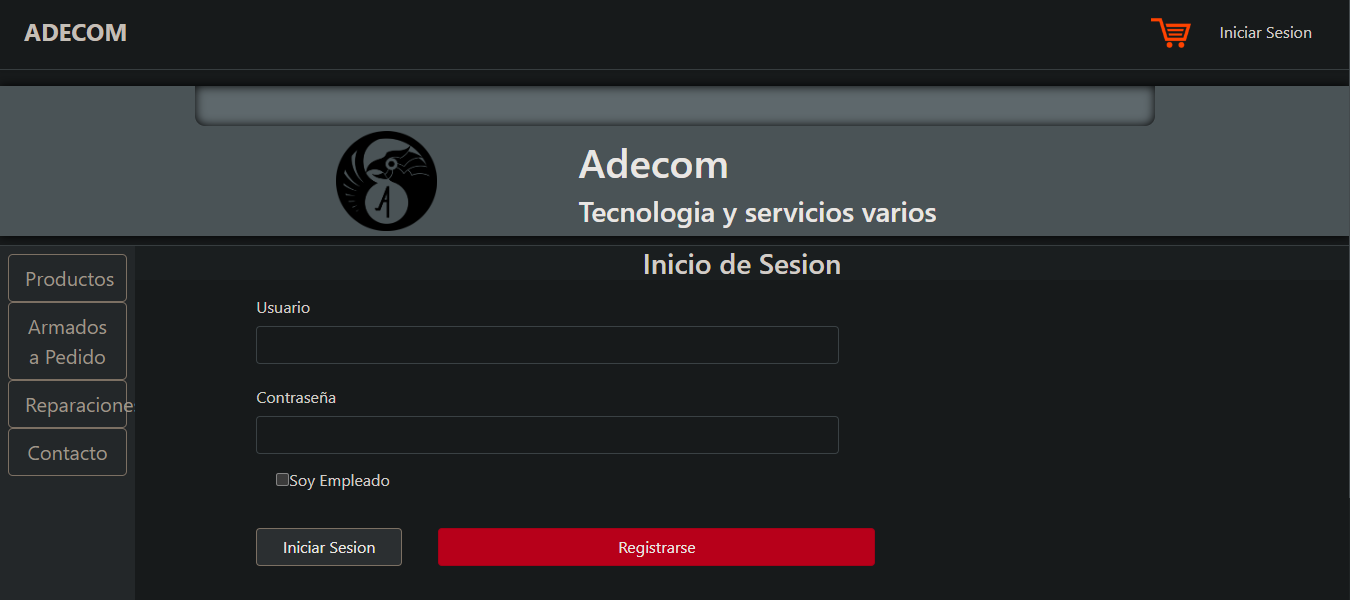 ADECOM
Iniciar Sesion
Adecom
Tecnologia y servicios varios
Productos
Armados
a Pedido
Reparaciones
Contacto
Inicio de Sesion
Usuario
Contraseña
Soy Empleado
Iniciar Sesion
Registrarse